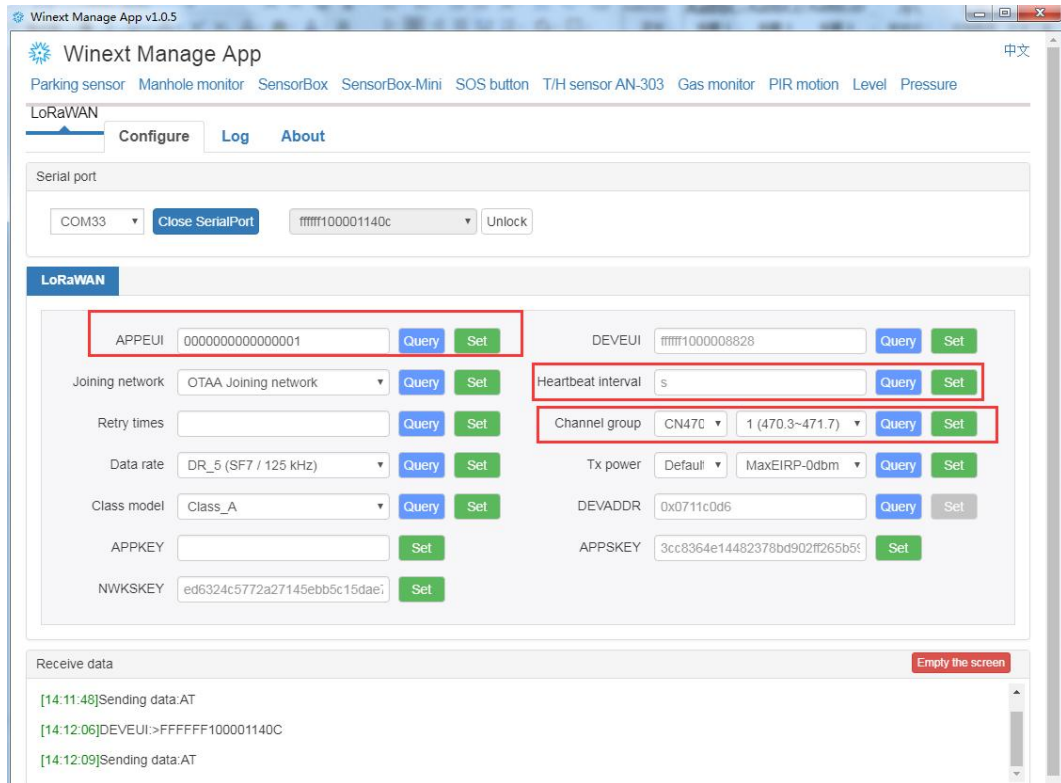 Winext Manage App v1.0.5
Winext Manage App 中文
Parking sensor Manhole monitor SensorBox SensorBox-Mini SOS button T/H sensor AN-303 Gas monitor PIR motion Level Pressure
LoRaWAN
Configure Log About
Serial port
COM33 Close SerialPort ffffff100001140c Unlock
LoRaWAN
APPEUI 0000000000000001 Query Set DEVEUI ffffff1000008828 Query Set
Joining network OTAA Joining network Query Set Heartbeat interval s Query Set
Retry times Query Set Channel group CN470 1 (470.3~471.7) Query Set
Data rate DR_5 (SF7 / 125 kHz) Query Set Tx power Default MaxEIRP-0dbm Query Set
Class model Class_A Query Set DEVADDR 0x0711c0d6 Query Set
APPKEY Set APPSKEY 3cc8364e14482378bd902ff265b59 Set
NWKSKEY ed6324c5772a27145ebb5c15dae7 Set
Receive data Empty the screen
[14:11:48]Sending data:AT
[14:12:06]DEVEUI:>FFFFFF100001140C
[14:12:09]Sending data:AT